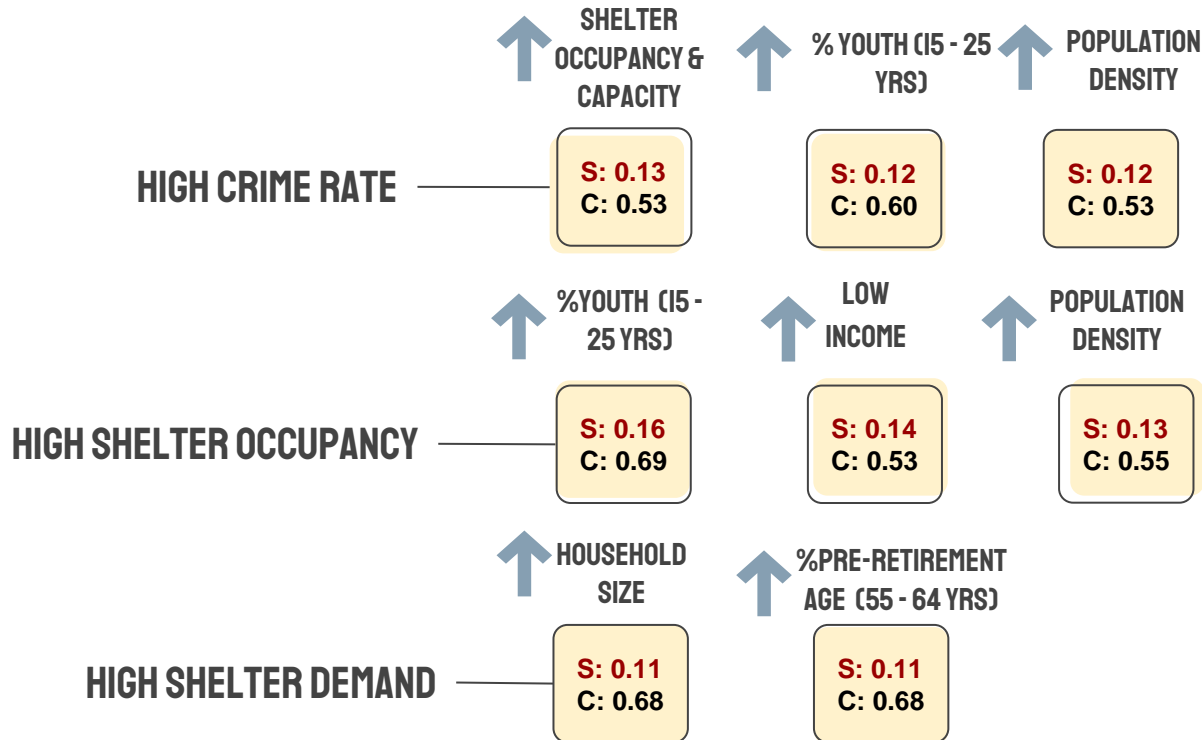 SHELTER
OCCUPANCY &
CAPACITY
% YOUTH (15 - 25
YRS)
POPULATION
DENSITY
HIGH CRIME RATE
S: 0.13
C: 0.53
S: 0.12
C: 0.60
S: 0.12
C: 0.53
%YOUTH (15 -
25 YRS)
LOW
INCOME
POPULATION
DENSITY
HIGH SHELTER OCCUPANCY
S: 0.16
C: 0.69
S: 0.14
C: 0.53
S: 0.13
C: 0.55
HOUSEHOLD
SIZE
%PRE-RETIREMENT
AGE (55 - 64 YRS)
HIGH SHELTER DEMAND
S: 0.11
C: 0.68
S: 0.11
C: 0.68